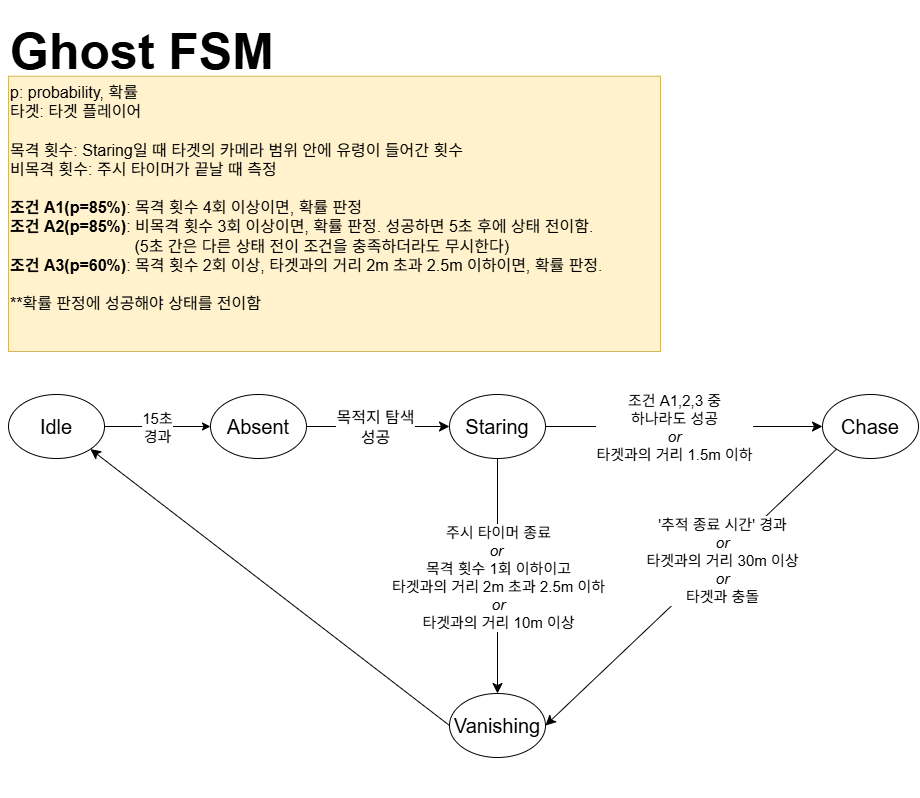 Ghost FSM
p: probability, 확률
타겟: 타겟 플레이어
목격 횟수: Staring일 때 타겟의 카메라 범위 안에 유령이 들어간 횟수
비목격 횟수: 주시 타이머가 끝날 때 측정
조건 A1(p=85%): 목격 횟수 4회 이상이면, 확률 판정
조건 A2(p=85%): 비목격 횟수 3회 이상이면, 확률 판정. 성공하면 5초 후에 상태 전이함.
(5초 간은 다른 상태 전이 조건을 충족하더라도 무시한다)
조건 A3(p=60%): 목격 횟수 2회 이상, 타겟과의 거리 2m 초과 2.5m 이하이면, 확률 판정.
**확률 판정에 성공해야 상태를 전이함
Idle
15초
경과
Absent
목적지 탐색
성공
Staring
조건 A1,2,3 중
하나라도 성공
or
타겟과의 거리 1.5m 이하
Chase
주시 타이머 종료
or
목격 횟수 1회 이하이고
타겟과의 거리 2m 초과 2.5m 이하
or
타겟과의 거리 10m 이상
'추적 종료 시간' 경과
or
타겟과의 거리 30m 이상
or
타겟과 충돌
Vanishing